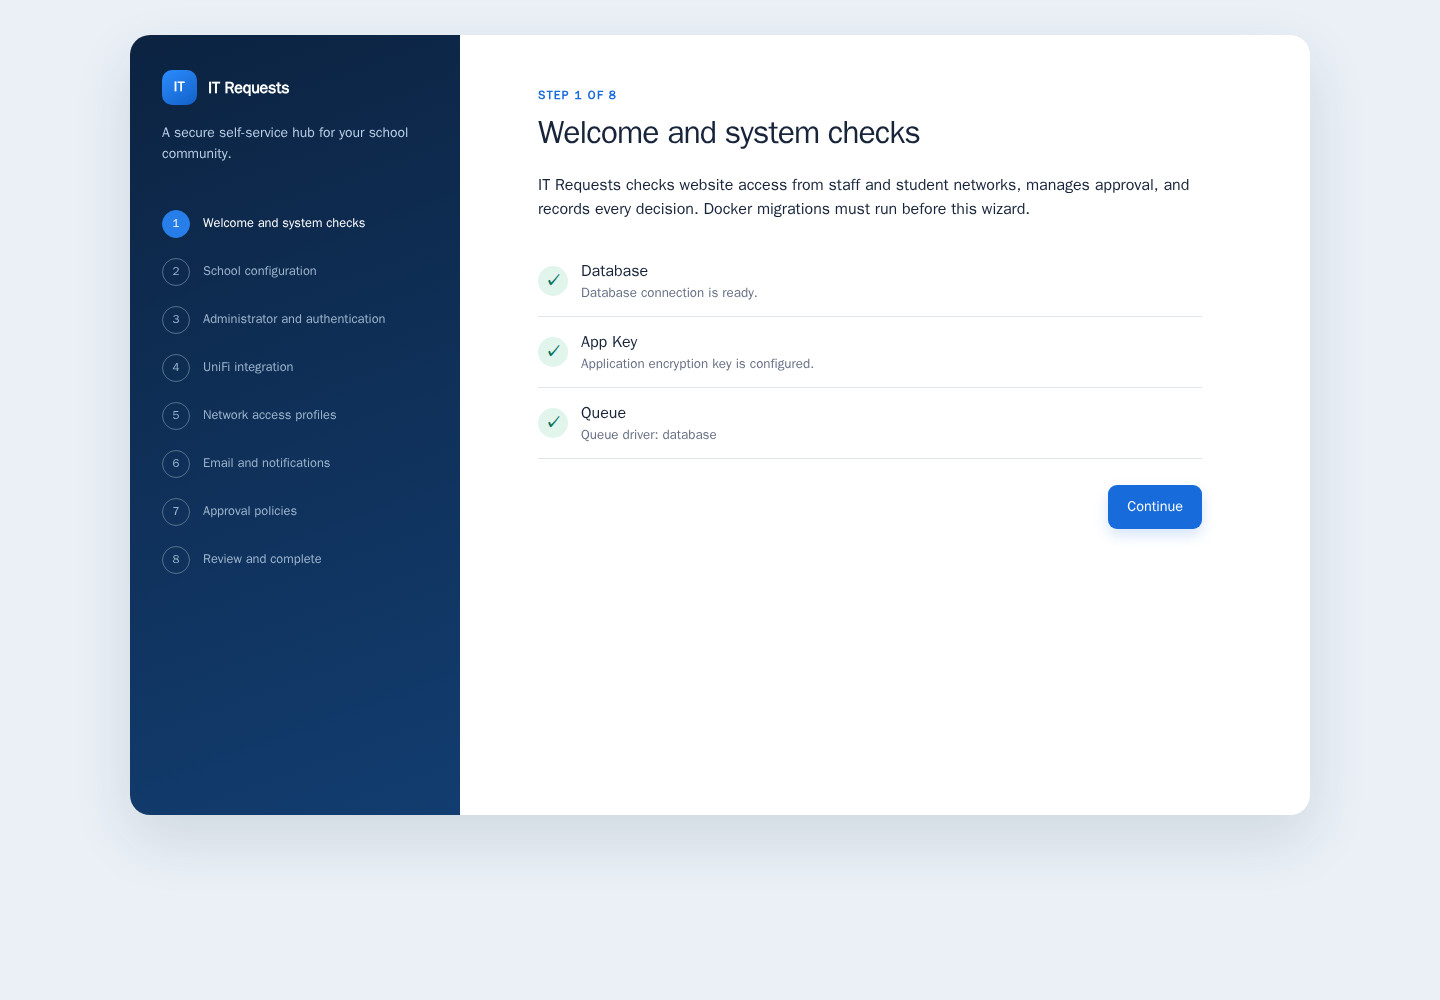 IT
IT Requests
A secure self-service hub for your school
community.
1
Welcome and system checks
2
School configuration
3
Administrator and authentication
4
UniFi integration
5
Network access profiles
6
Email and notifications
7
Approval policies
8
Review and complete
STEP 1 OF 8
Welcome and system checks
IT Requests checks website access from staff and student networks, manages approval, and
records every decision. Docker migrations must run before this wizard.
✓
Database
Database connection is ready.
✓
App Key
Application encryption key is configured.
✓
Queue
Queue driver: database
Continue